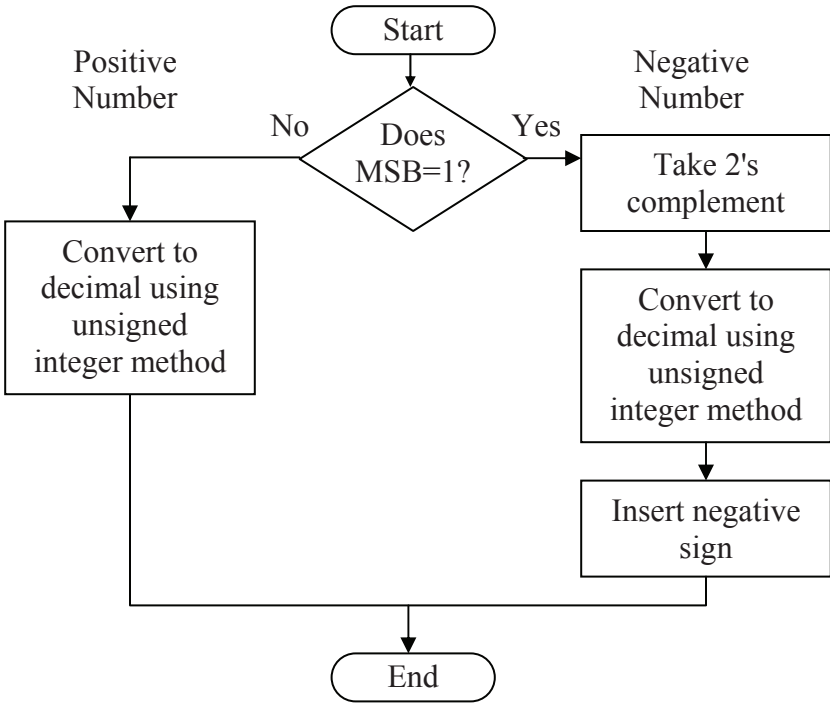 Start
Positive
Number
Negative
Number
No
Does
MSB=1?
Yes
Take 2's
complement
Convert to
decimal using
unsigned
integer method
Convert to
decimal using
unsigned
integer method
Insert negative
sign
End